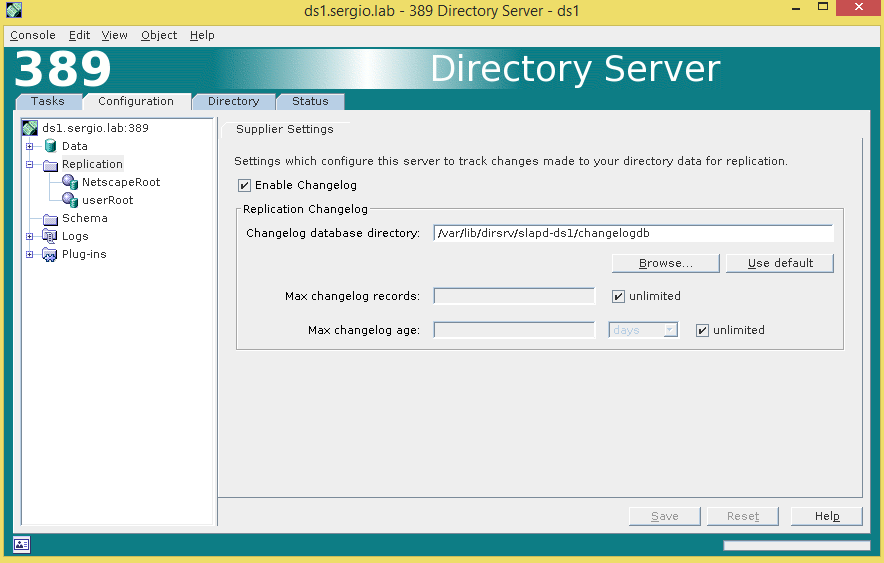 ds1.sergio.lab - 389 Directory Server - ds1
Console Edit View Object Help
389 Directory Server
Tasks Configuration Directory Status
ds1.sergio.lab:389
Data
Replication
NetscapeRoot
userRoot
Schema
Logs
Plug-ins
Supplier Settings
Settings which configure this server to track changes made to your directory data for replication.
Enable Changelog
Replication Changelog
Changelog database directory: /var/lib/dirsrv/slapd-ds1/changelogdb
Browse... Use default
Max changelog records: unlimited
Max changelog age: days unlimited
Save Reset Help